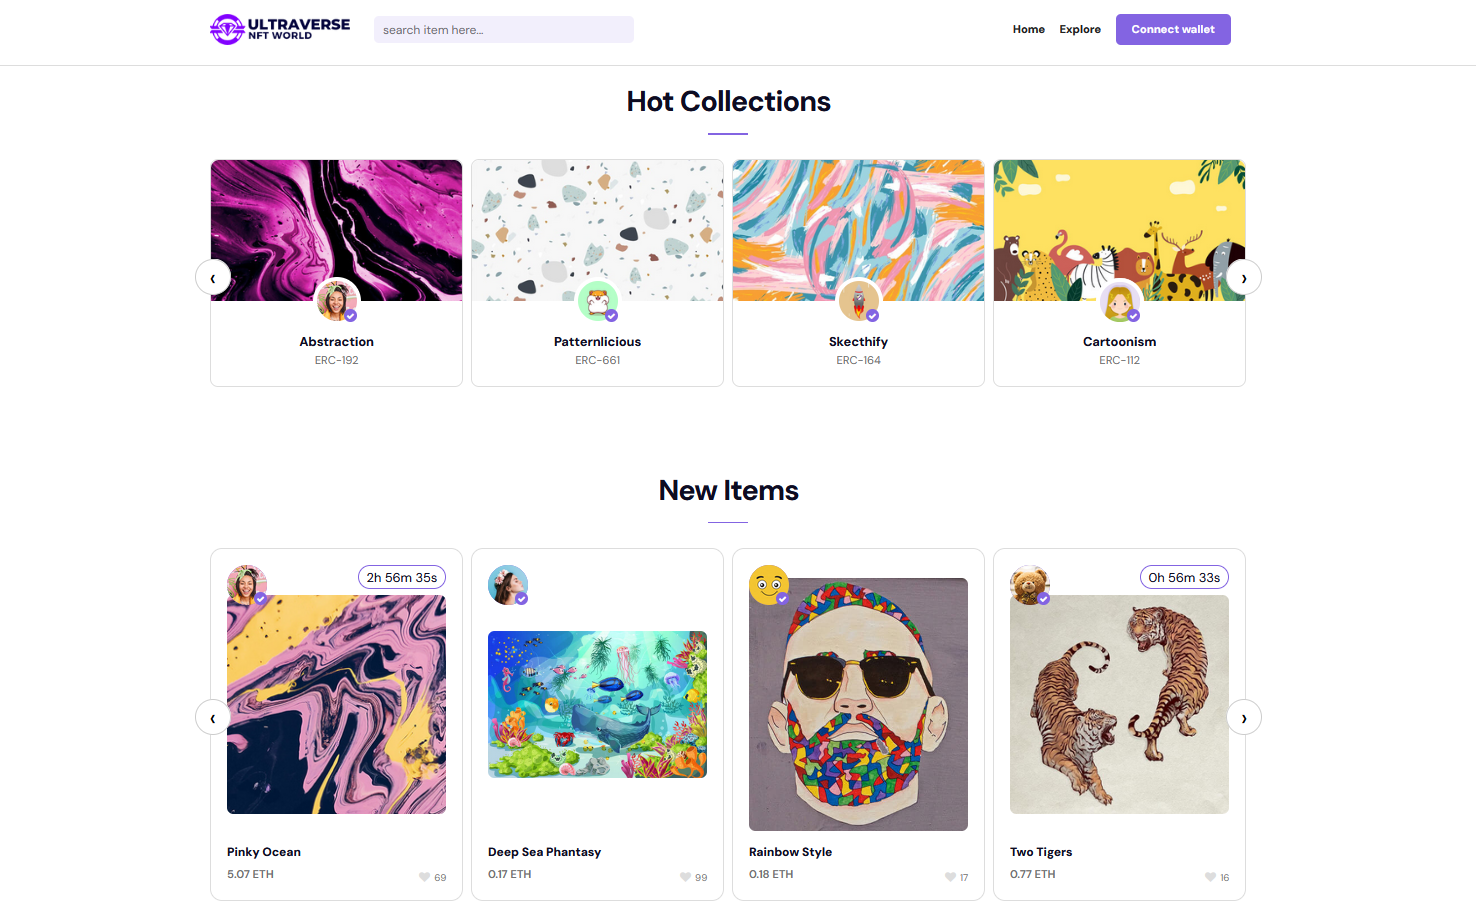 ULTRAVERSE
NFT WORLD
search item here...
Home Explore Connect wallet
Hot Collections
Abstraction
ERC-192
Patternlicious
ERC-661
Skecthify
ERC-164
Cartoonism
ERC-112
New Items
2h 56m 35s
Pinky Ocean
5.07 ETH
69
Deep Sea Phantasy
0.17 ETH
99
Rainbow Style
0.18 ETH
17
0h 56m 33s
Two Tigers
0.77 ETH
16